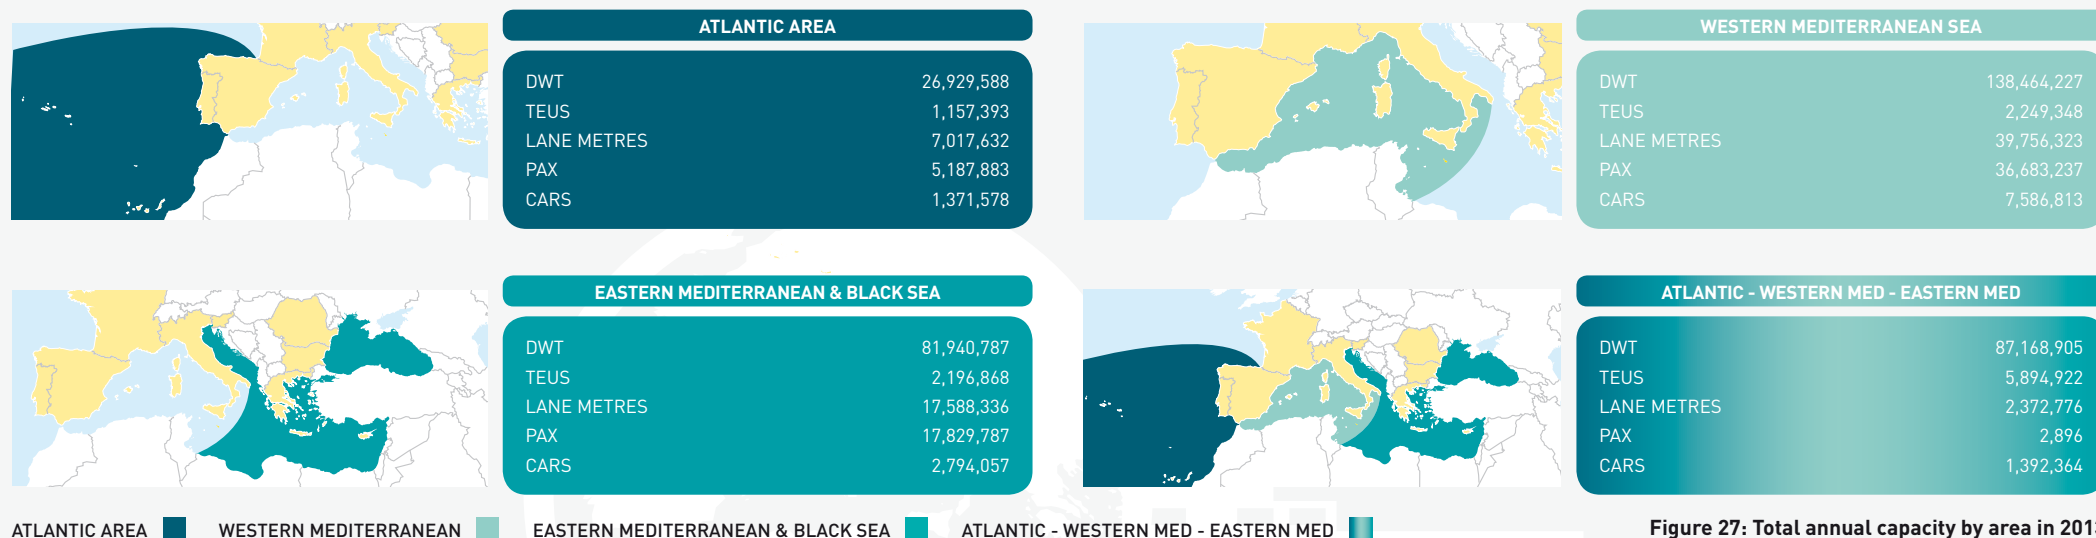 ATLANTIC AREA
DWT 26,929,588
TEUS 1,157,393
LANE METRES 7,017,632
PAX 5,187,883
CARS 1,371,578
WESTERN MEDITERRANEAN SEA
DWT 138,464,227
TEUS 2,249,348
LANE METRES 39,756,323
PAX 36,683,237
CARS 7,586,813
EASTERN MEDITERRANEAN & BLACK SEA
DWT 81,940,787
TEUS 2,196,868
LANE METRES 17,588,336
PAX 17,829,787
CARS 2,794,057
ATLANTIC - WESTERN MED - EASTERN MED
DWT 87,168,905
TEUS 5,894,922
LANE METRES 2,372,776
PAX 2,896
CARS 1,392,364
ATLANTIC AREA WESTERN MEDITERRANEAN EASTERN MEDITERRANEAN & BLACK SEA ATLANTIC - WESTERN MED - EASTERN MED
Figure 27: Total annual capacity by area in 2013